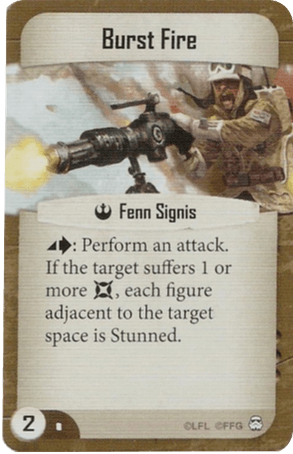 Burst Fire
Fenn Signis
: Perform an attack.
If the target suffers 1 or
more , each figure
adjacent to the target
space is Stunned.
2
©LFL ©FFG